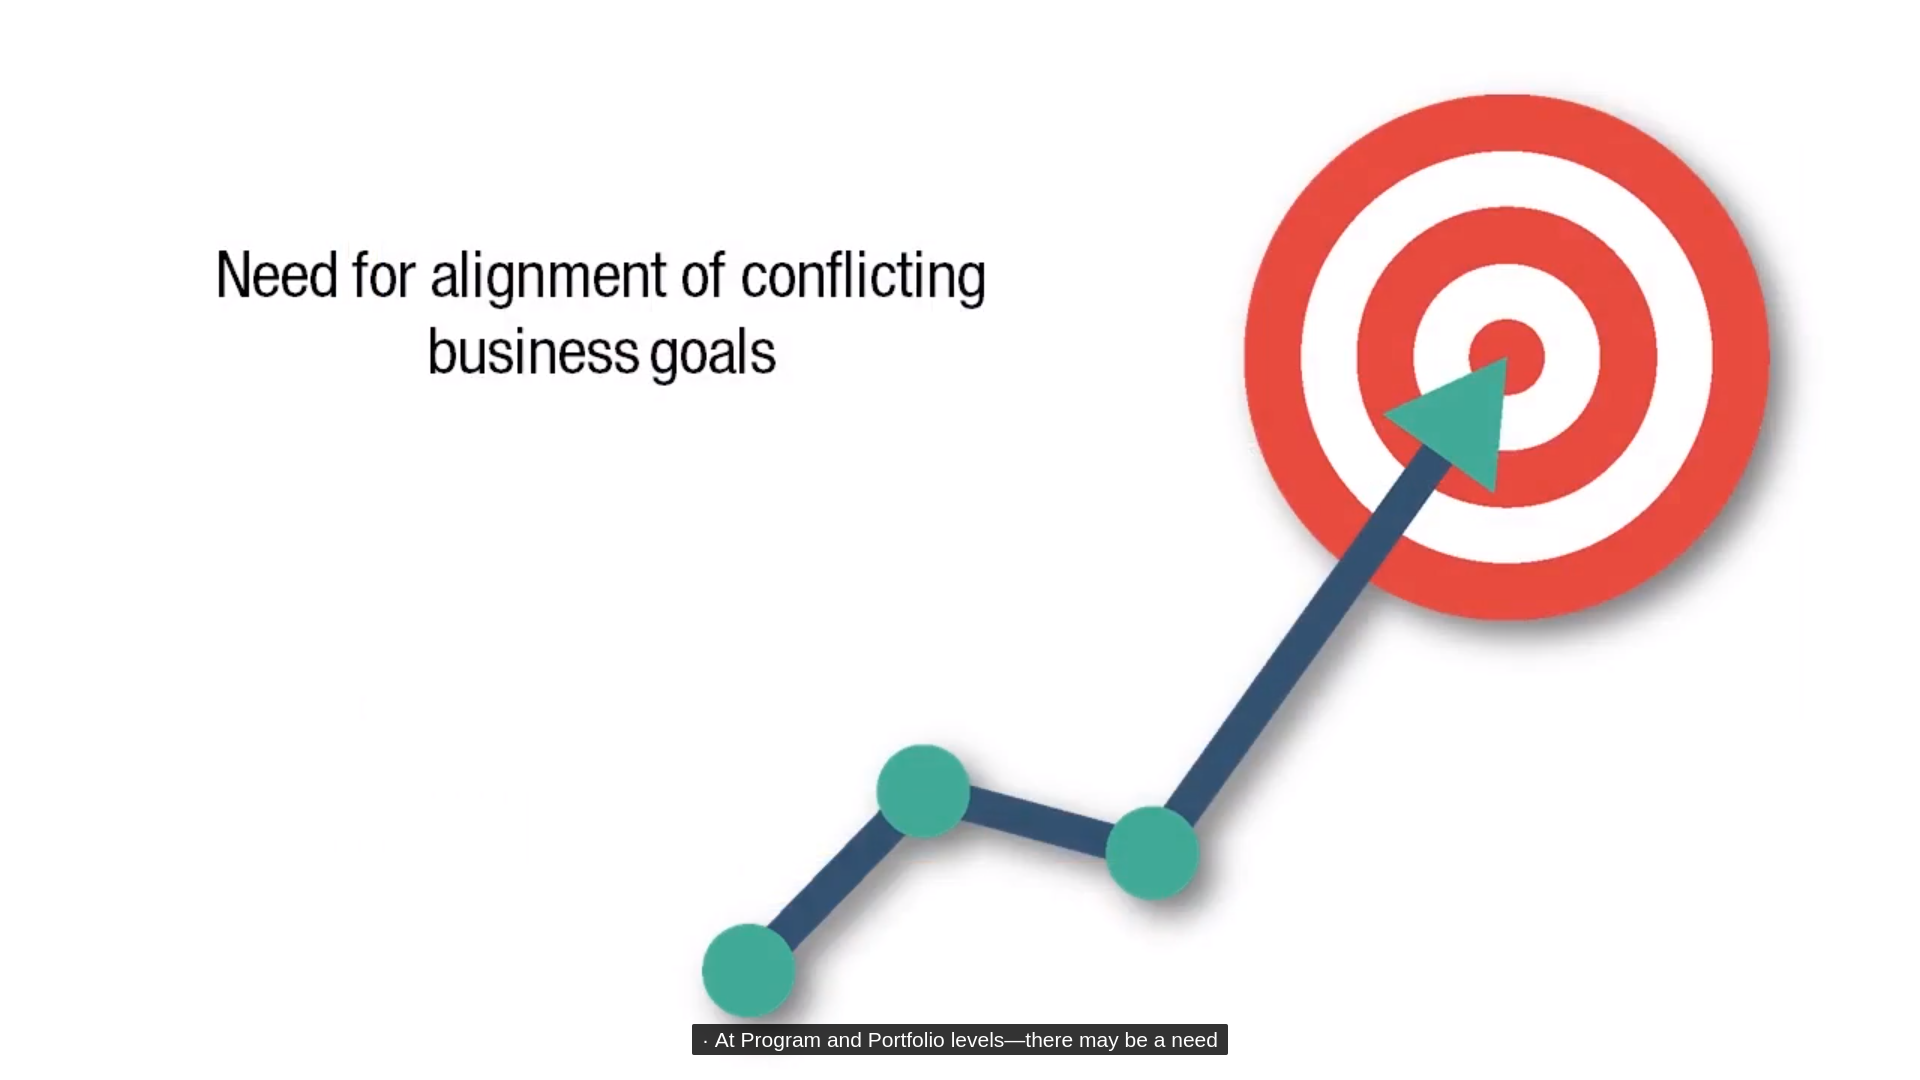 Need for alignment of conflicting
business goals
· At Program and Portfolio levels—there may be a need